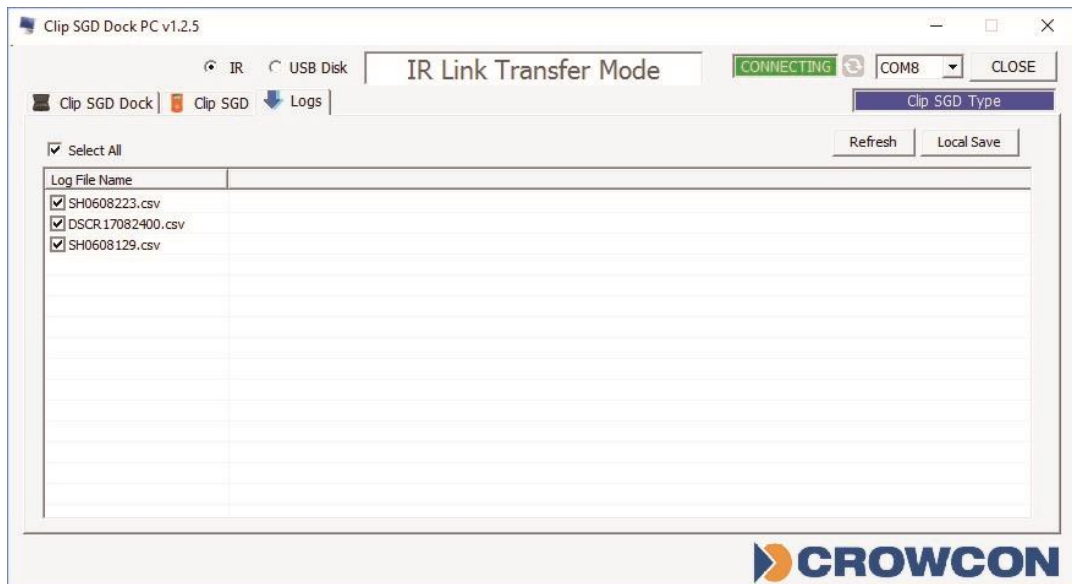 Clip SGD Dock PC v1.2.5
IR USB Disk IR Link Transfer Mode CONNECTING COM8 CLOSE
Clip SGD Dock Clip SGD Logs Clip SGD Type
Select All Refresh Local Save
Log File Name
SH0608223.csv
DSCR17082400.csv
SH0608129.csv
CROWCON